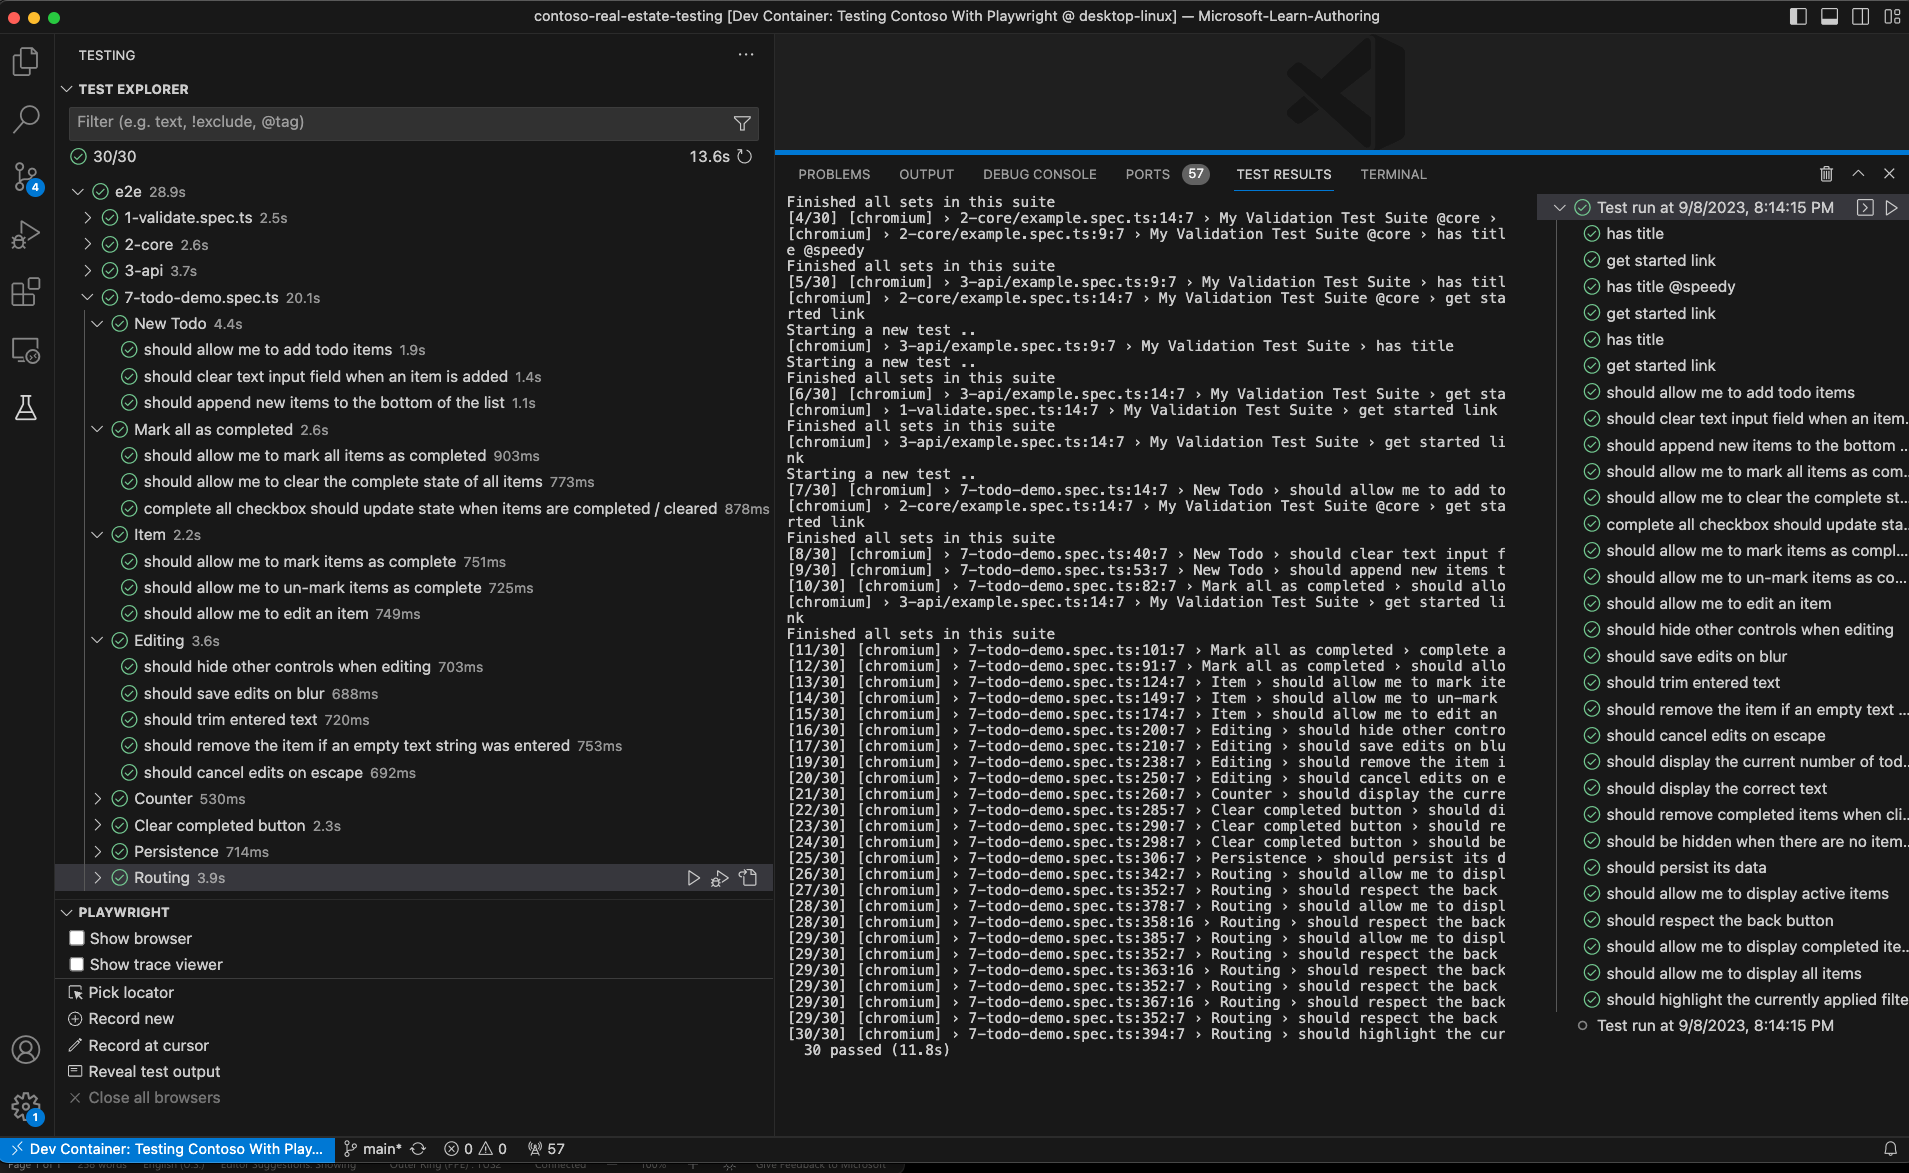 contoso-real-estate-testing [Dev Container: Testing Contoso With Playwright @ desktop-linux] — Microsoft-Learn-Authoring
TESTING
TEST EXPLORER
Filter (e.g. text, !exclude, @tag)
30/30
13.6s
e2e 28.9s
1-validate.spec.ts 2.5s
2-core 2.6s
3-api 3.7s
7-todo-demo.spec.ts 20.1s
New Todo 4.4s
should allow me to add todo items 1.9s
should clear text input field when an item is added 1.4s
should append new items to the bottom of the list 1.1s
Mark all as completed 2.6s
should allow me to mark all items as completed 903ms
should allow me to clear the complete state of all items 773ms
complete all checkbox should update state when items are completed / cleared 878ms
Item 2.2s
should allow me to mark items as complete 751ms
should allow me to un-mark items as complete 725ms
should allow me to edit an item 749ms
Editing 3.6s
should hide other controls when editing 703ms
should save edits on blur 688ms
should trim entered text 720ms
should remove the item if an empty text string was entered 753ms
should cancel edits on escape 692ms
Counter 530ms
Clear completed button 2.3s
Persistence 714ms
Routing 3.9s
PLAYWRIGHT
Show browser
Show trace viewer
Pick locator
Record new
Record at cursor
Reveal test output
Close all browsers
4
1
PROBLEMS
OUTPUT
DEBUG CONSOLE
PORTS 57
TEST RESULTS
TERMINAL
Finished all sets in this suite
[4/30] [chromium] › 2-core/example.spec.ts:14:7 › My Validation Test Suite @core ›
[chromium] › 2-core/example.spec.ts:9:7 › My Validation Test Suite @core › has titl
e @speedy
Finished all sets in this suite
[5/30] [chromium] › 3-api/example.spec.ts:9:7 › My Validation Test Suite › has titl
[chromium] › 2-core/example.spec.ts:14:7 › My Validation Test Suite @core › get sta
rted link
Starting a new test ..
[chromium] › 3-api/example.spec.ts:9:7 › My Validation Test Suite › has title
Starting a new test ..
Finished all sets in this suite
[6/30] [chromium] › 3-api/example.spec.ts:14:7 › My Validation Test Suite › get sta
[chromium] › 1-validate.spec.ts:14:7 › My Validation Test Suite › get started link
Finished all sets in this suite
[chromium] › 3-api/example.spec.ts:14:7 › My Validation Test Suite › get started li
nk
Starting a new test ..
[7/30] [chromium] › 7-todo-demo.spec.ts:14:7 › New Todo › should allow me to add to
[chromium] › 2-core/example.spec.ts:14:7 › My Validation Test Suite @core › get sta
rted link
Finished all sets in this suite
[8/30] [chromium] › 7-todo-demo.spec.ts:40:7 › New Todo › should clear text input f
[9/30] [chromium] › 7-todo-demo.spec.ts:53:7 › New Todo › should append new items t
[10/30] [chromium] › 7-todo-demo.spec.ts:82:7 › Mark all as completed › should allo
[chromium] › 3-api/example.spec.ts:14:7 › My Validation Test Suite › get started li
nk
Finished all sets in this suite
[11/30] [chromium] › 7-todo-demo.spec.ts:101:7 › Mark all as completed › complete a
[12/30] [chromium] › 7-todo-demo.spec.ts:91:7 › Mark all as completed › should allo
[13/30] [chromium] › 7-todo-demo.spec.ts:124:7 › Item › should allow me to mark ite
[14/30] [chromium] › 7-todo-demo.spec.ts:149:7 › Item › should allow me to un-mark
[15/30] [chromium] › 7-todo-demo.spec.ts:174:7 › Item › should allow me to edit an
[16/30] [chromium] › 7-todo-demo.spec.ts:200:7 › Editing › should hide other contro
[17/30] [chromium] › 7-todo-demo.spec.ts:210:7 › Editing › should save edits on blu
[19/30] [chromium] › 7-todo-demo.spec.ts:238:7 › Editing › should remove the item i
[20/30] [chromium] › 7-todo-demo.spec.ts:250:7 › Editing › should cancel edits on e
[21/30] [chromium] › 7-todo-demo.spec.ts:260:7 › Counter › should display the curre
[22/30] [chromium] › 7-todo-demo.spec.ts:285:7 › Clear completed button › should di
[23/30] [chromium] › 7-todo-demo.spec.ts:290:7 › Clear completed button › should re
[24/30] [chromium] › 7-todo-demo.spec.ts:298:7 › Clear completed button › should be
[25/30] [chromium] › 7-todo-demo.spec.ts:306:7 › Persistence › should persist its d
[26/30] [chromium] › 7-todo-demo.spec.ts:342:7 › Routing › should allow me to displ
[27/30] [chromium] › 7-todo-demo.spec.ts:352:7 › Routing › should respect the back
[28/30] [chromium] › 7-todo-demo.spec.ts:378:7 › Routing › should allow me to displ
[28/30] [chromium] › 7-todo-demo.spec.ts:358:16 › Routing › should respect the back
[29/30] [chromium] › 7-todo-demo.spec.ts:385:7 › Routing › should allow me to displ
[29/30] [chromium] › 7-todo-demo.spec.ts:352:7 › Routing › should respect the back
[29/30] [chromium] › 7-todo-demo.spec.ts:363:16 › Routing › should respect the back
[29/30] [chromium] › 7-todo-demo.spec.ts:352:7 › Routing › should respect the back
[29/30] [chromium] › 7-todo-demo.spec.ts:367:16 › Routing › should respect the back
[29/30] [chromium] › 7-todo-demo.spec.ts:352:7 › Routing › should respect the back
[30/30] [chromium] › 7-todo-demo.spec.ts:394:7 › Routing › should highlight the cur
30 passed (11.8s)
Test run at 9/8/2023, 8:14:15 PM
has title
get started link
has title @speedy
get started link
has title
get started link
should allow me to add todo items
should clear text input field when an item...
should append new items to the bottom ...
should allow me to mark all items as com...
should allow me to clear the complete st...
complete all checkbox should update sta...
should allow me to mark items as compl...
should allow me to un-mark items as co...
should allow me to edit an item
should hide other controls when editing
should save edits on blur
should trim entered text
should remove the item if an empty text ...
should cancel edits on escape
should display the current number of tod...
should display the correct text
should remove completed items when cli...
should be hidden when there are no item...
should persist its data
should allow me to display active items
should respect the back button
should allow me to display completed ite...
should allow me to display all items
should highlight the currently applied filte
Test run at 9/8/2023, 8:14:15 PM
Dev Container: Testing Contoso With Play...
main*
0
0
57